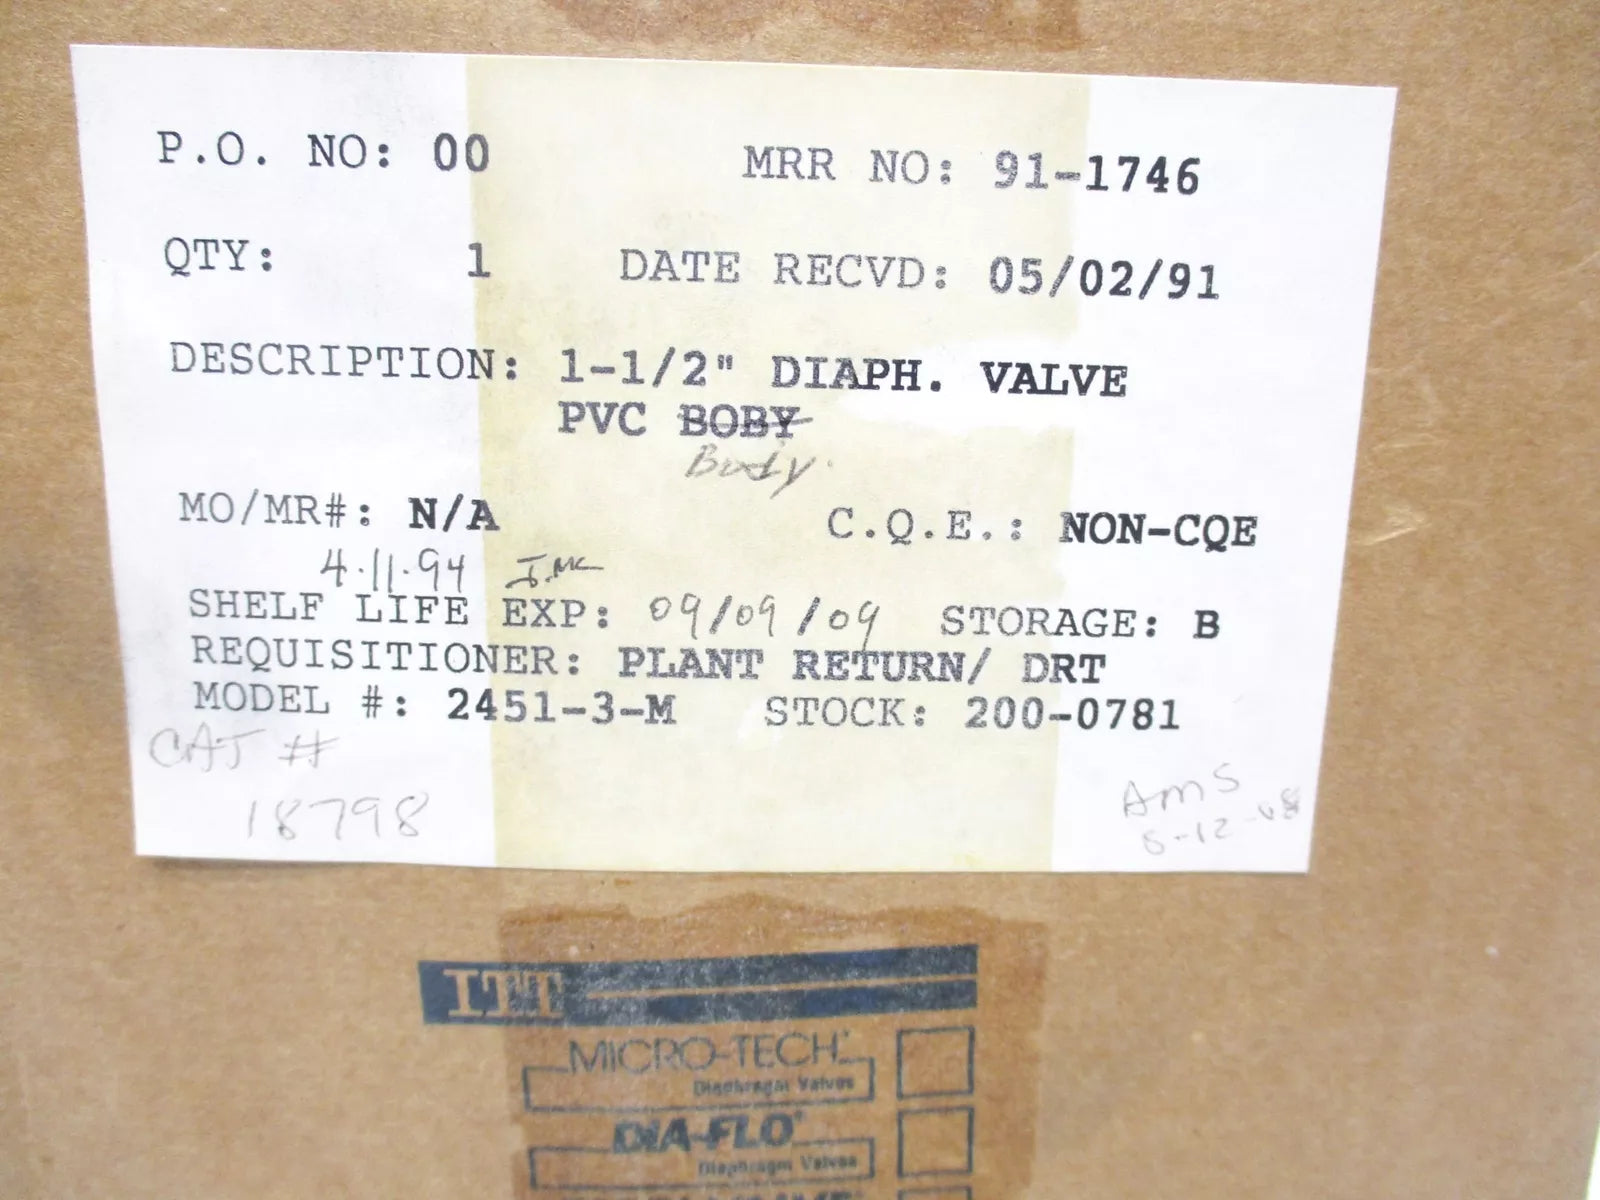 P.O. NO: 00 MRR NO: 91-1746
QTY: 1 DATE RECVD: 05/02/91
DESCRIPTION: 1-1/2" DIAPH. VALVE
PVC BOBY
Body.
MO/MR#: N/A C.Q.E.: NON-CQE
4.11.94 J.MC
SHELF LIFE EXP: 09/09/09 STORAGE: B
REQUISITIONER: PLANT RETURN/ DRT
MODEL #: 2451-3-M STOCK: 200-0781
CAT #
18798
AMS
ITT
MICRO-TECH
Diaphragm Valves
DIA-FLO®
Diaphragm Valves